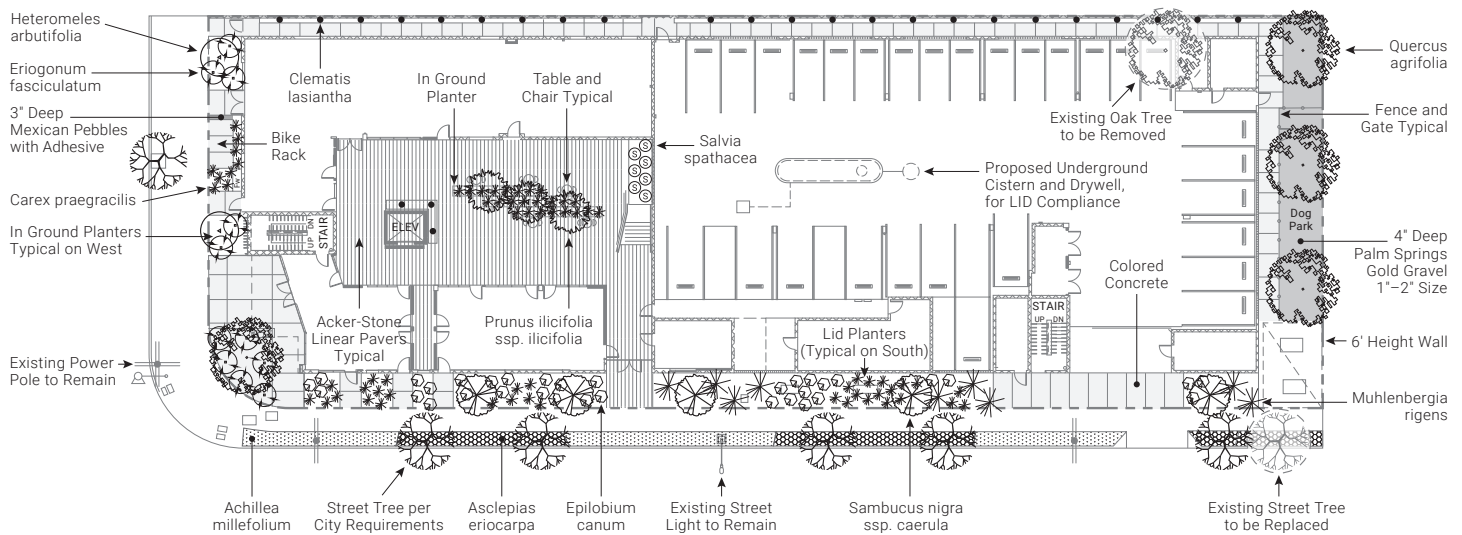 Heteromeles
arbutifolia
Eriogonum
fasciculatum
3" Deep
Mexican Pebbles
with Adhesive
Carex praegracilis
In Ground Planters
Typical on West
Existing Power
Pole to Remain
Clematis
lasiantha
In Ground
Planter
Table and
Chair Typical
Bike
Rack
Salvia
spathacea
S
S
S
S
S
S
S
S
ELEV
UP DN
STAIR
Acker-Stone
Linear Pavers
Typical
Prunus ilicifolia
ssp. ilicifolia
Existing Oak Tree
to be Removed
Proposed Underground
Cistern and Drywell,
for LID Compliance
Colored
Concrete
STAIR
UP DN
Lid Planters
(Typical on South)
Quercus
agrifolia
Fence and
Gate Typical
Dog
Park
4" Deep
Palm Springs
Gold Gravel
1"–2" Size
6' Height Wall
Muhlenbergia
rigens
Achillea
millefolium
Street Tree per
City Requirements
Asclepias
eriocarpa
Epilobium
canum
Existing Street
Light to Remain
Sambucus nigra
ssp. caerula
Existing Street Tree
to be Replaced